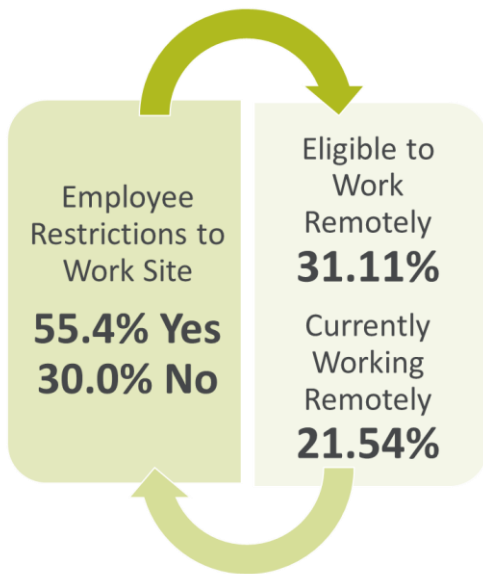 Employee
Restrictions to
Work Site
55.4% Yes
30.0% No
Eligible to
Work
Remotely
31.11%
Currently
Working
Remotely
21.54%